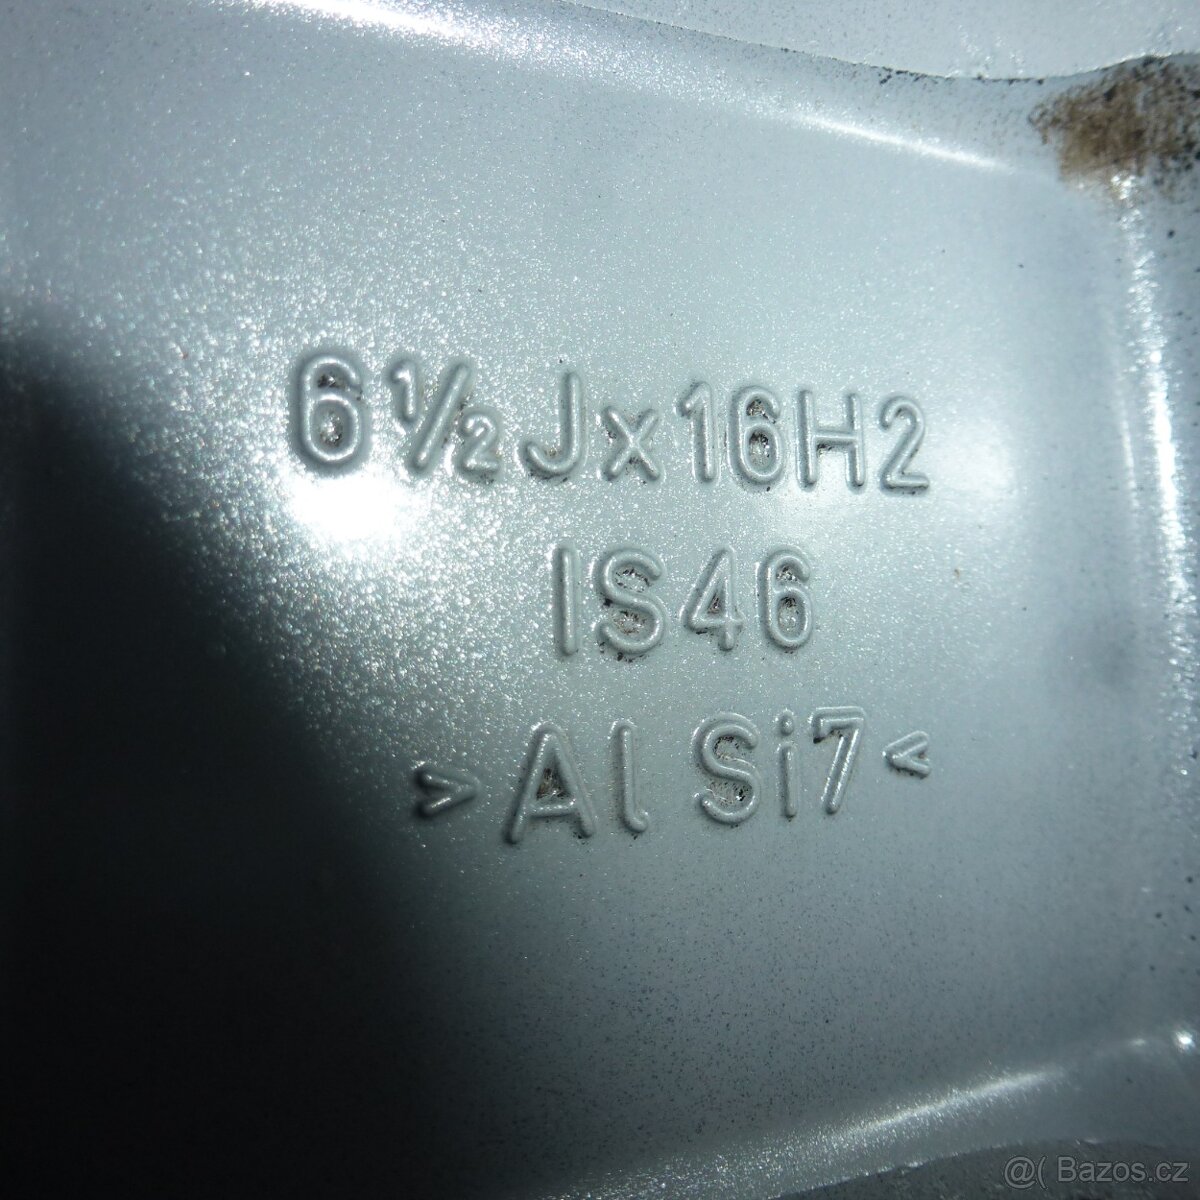 6½Jx16H2
IS46
>Al Si7<
@( Bazos.cz